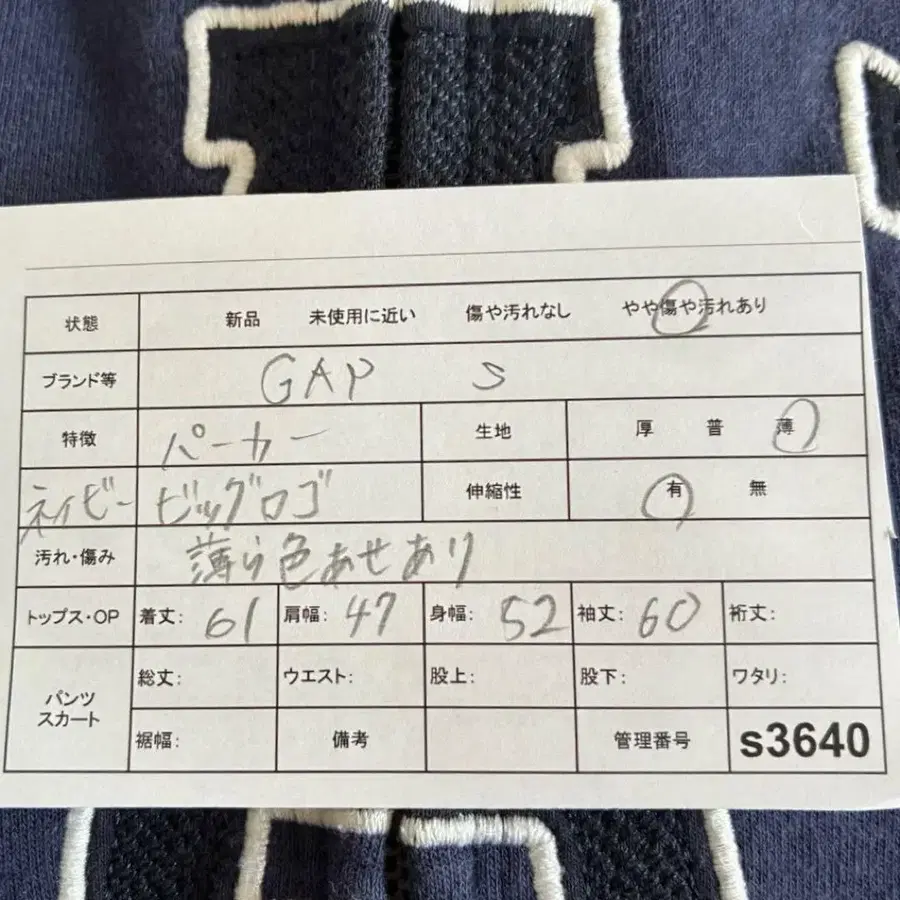 状態 新品 未使用に近い 傷や汚れなし やや傷や汚れあり
ブランド等 GAP S
特徴 パーカー 生地 厚 普 薄
ネイビー ビッグロゴ 伸縮性 有 無
汚れ・傷み 薄ら色あせあり
トップス・OP 着丈: 61 肩幅: 47 身幅: 52 袖丈: 60 裄丈:
パンツ スカート 総丈: ウエスト: 股上: 股下: ワタリ:
裾幅: 備考 管理番号 s3640